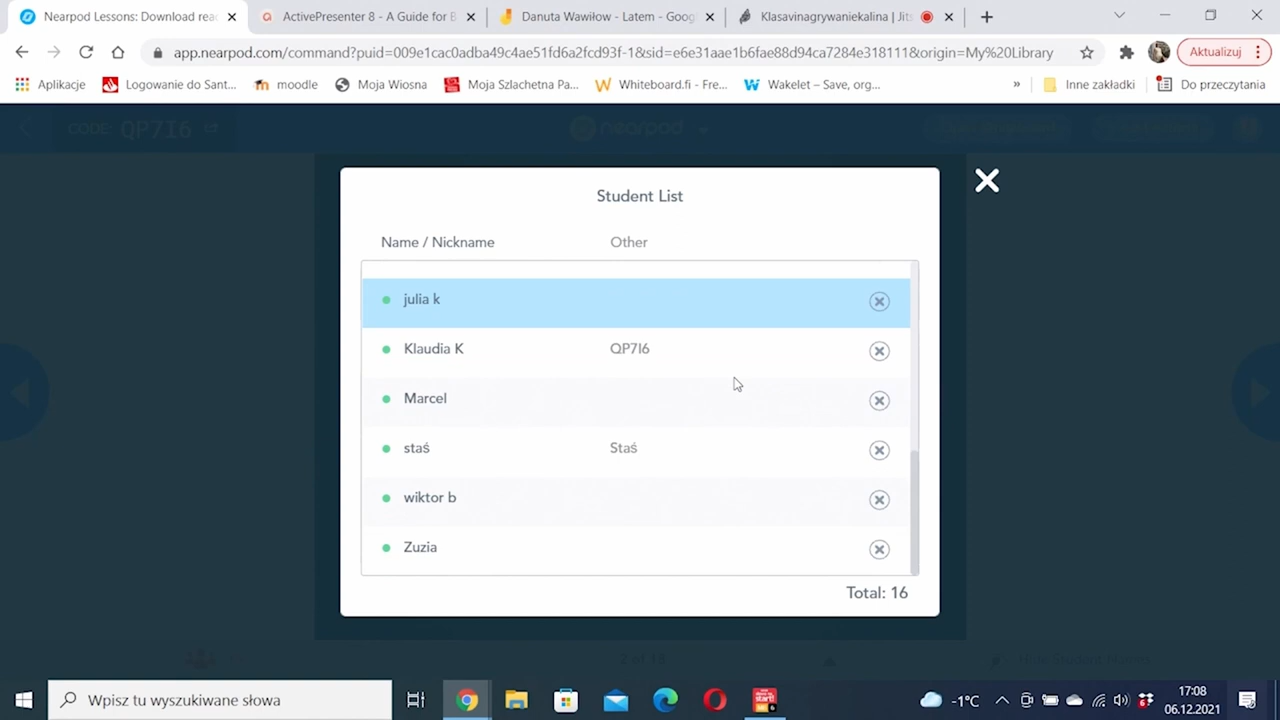 Nearpod Lessons: Download rea
ActivePresenter 8 - A Guide for B
Danuta Wawiłow - Latem - Goog
Klasavinagrywaniekalina | Jits
app.nearpod.com/command?puid=009e1cac0adba49c4ae51fd6a2fcd93f-1&sid=e6e31aae1b6fae88d94ca7284e318111&origin=My%20Library
Aktualizuj
Aplikacje
Logowanie do Sant...
moodle
Moja Wiosna
Moja Szlachetna Pa...
Whiteboard.fi - Fre...
Wakelet – Save, org...
»
Inne zakładki
Do przeczytania
CODE: QP7I6
nearpod
Student List
Name / Nickname Other
julia k
Klaudia K QP7I6
Marcel
staś Staś
wiktor b
Zuzia
Total: 16
Wpisz tu wyszukiwane słowa
-1°C
17:08
06.12.2021